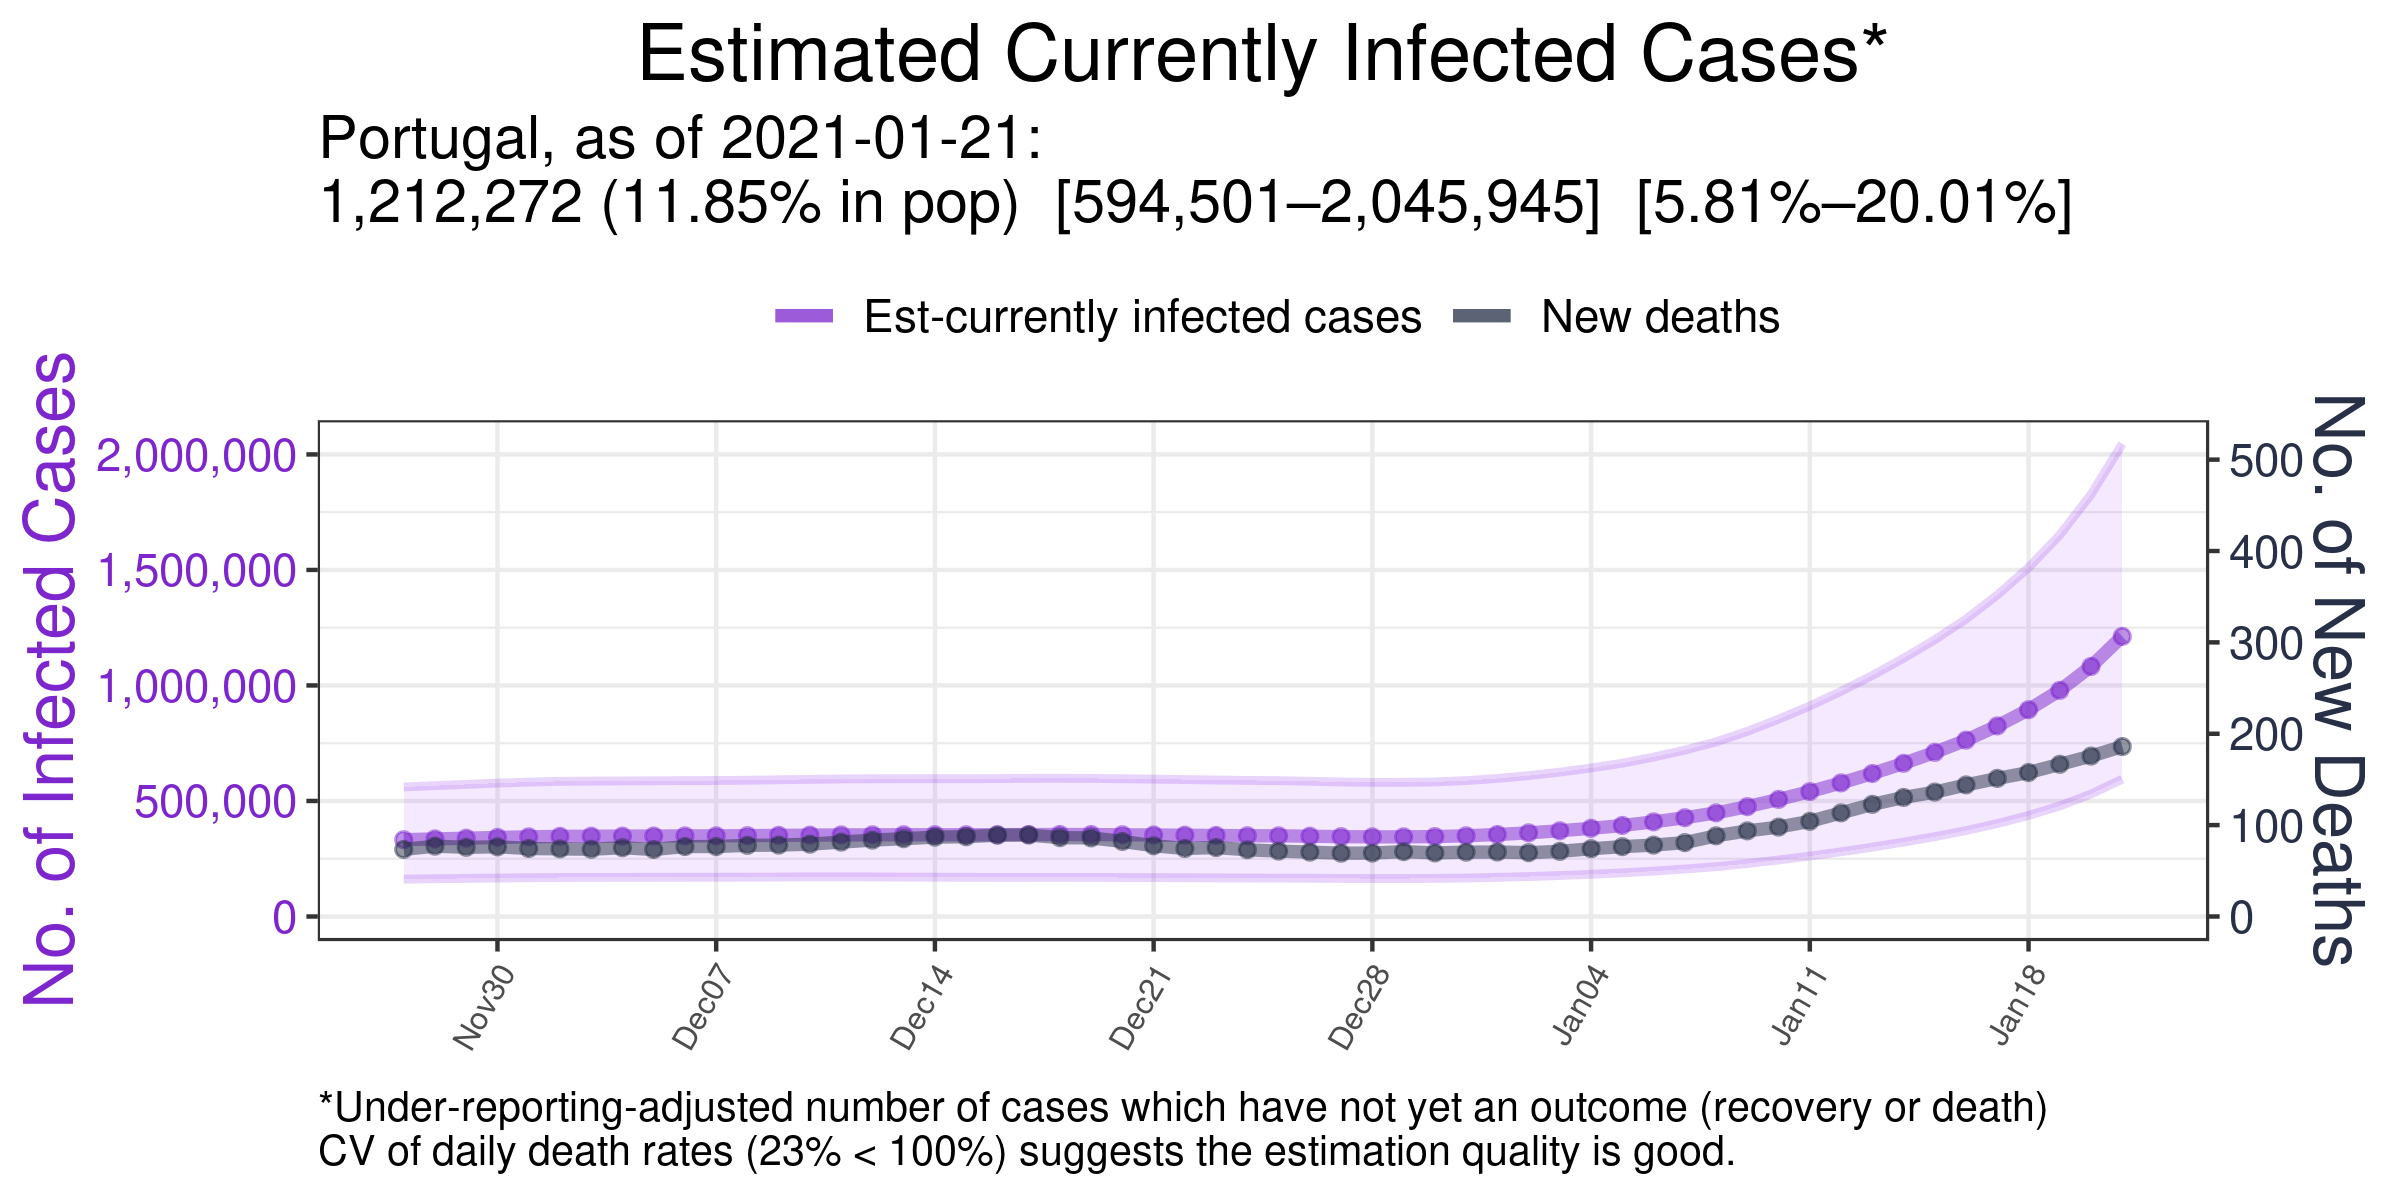 Estimated Currently Infected Cases*
Portugal, as of 2021-01-21:
1,212,272 (11.85% in pop)  [594,501–2,045,945]  [5.81%–20.01%]
Est-currently infected cases
New deaths
No. of Infected Cases
2,000,000
1,500,000
1,000,000
500,000
0
500
400
300
200
100
0
No. of New Deaths
Nov30
Dec07
Dec14
Dec21
Dec28
Jan04
Jan11
Jan18
*Under-reporting-adjusted number of cases which have not yet an outcome (recovery or death)
CV of daily death rates (23% < 100%) suggests the estimation quality is good.